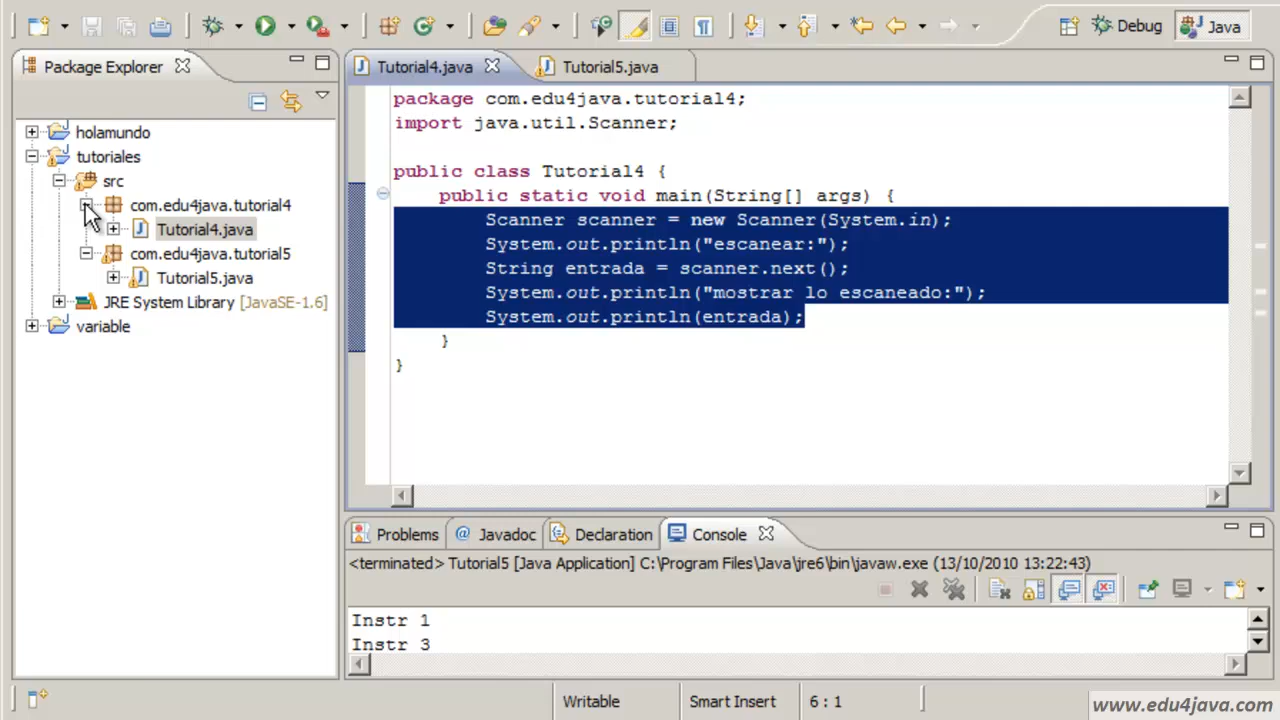 Debug
Java
Package Explorer
Tutorial4.java
Tutorial5.java
holamundo
tutoriales
src
com.edu4java.tutorial4
Tutorial4.java
com.edu4java.tutorial5
Tutorial5.java
JRE System Library [JavaSE-1.6]
variable
package com.edu4java.tutorial4;
import java.util.Scanner;
public class Tutorial4 {
public static void main(String[] args) {
Scanner scanner = new Scanner(System.in);
System.out.println("escanear:");
String entrada = scanner.next();
System.out.println("mostrar lo escaneado:");
System.out.println(entrada);
}
}
Problems
@ Javadoc
Declaration
Console
<terminated> Tutorial5 [Java Application] C:\Program Files\Java\jre6\bin\javaw.exe (13/10/2010 13:22:43)
Instr 1
Instr 3
Writable
Smart Insert
6 : 1
www.edu4java.com